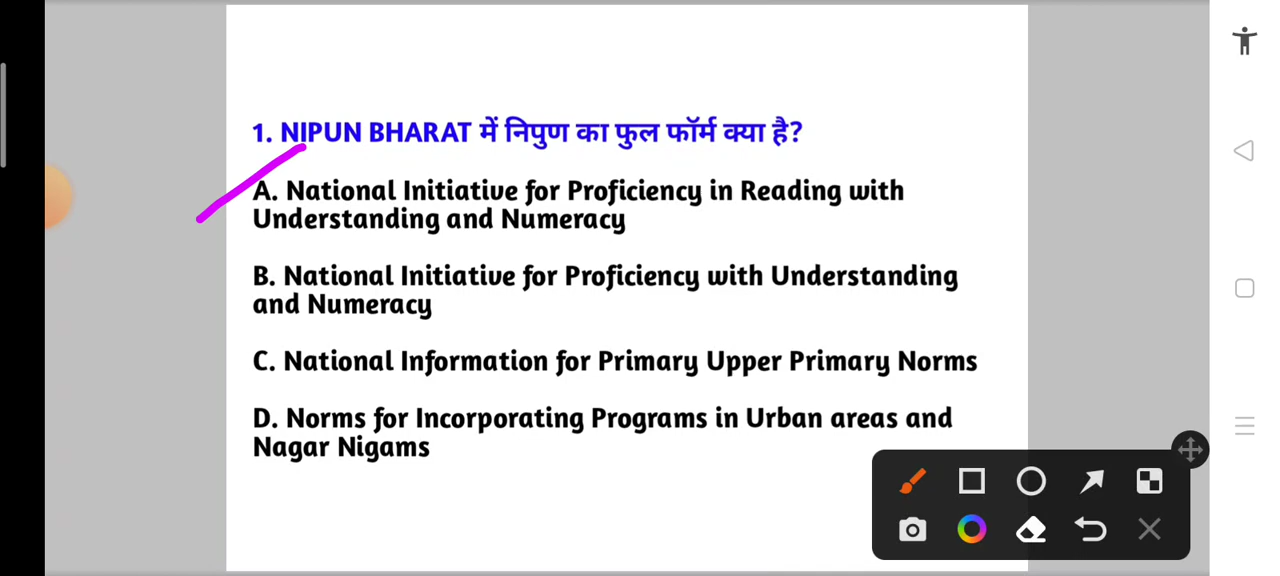 1. NIPUN BHARAT में निपुण का फुल फॉर्म क्या है?
A. National Initiative for Proficiency in Reading with
Understanding and Numeracy
B. National Initiative for Proficiency with Understanding
and Numeracy
C. National Information for Primary Upper Primary Norms
D. Norms for Incorporating Programs in Urban areas and
Nagar Nigams